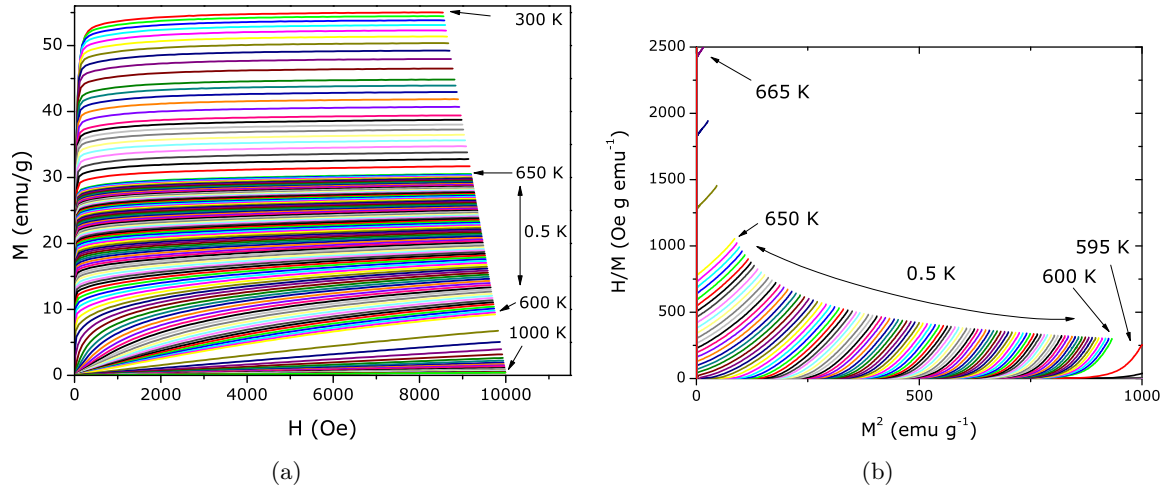 50
40
30
20
10
0
M (emu/g)
300 K
650 K
0.5 K
600 K
1000 K
0 2000 4000 6000 8000 10000
H (Oe)
(a)
2500
2000
1500
1000
500
0
H/M (Oe g emu⁻¹)
665 K
650 K
0.5 K
595 K
600 K
0 500 1000
M² (emu g⁻¹)
(b)